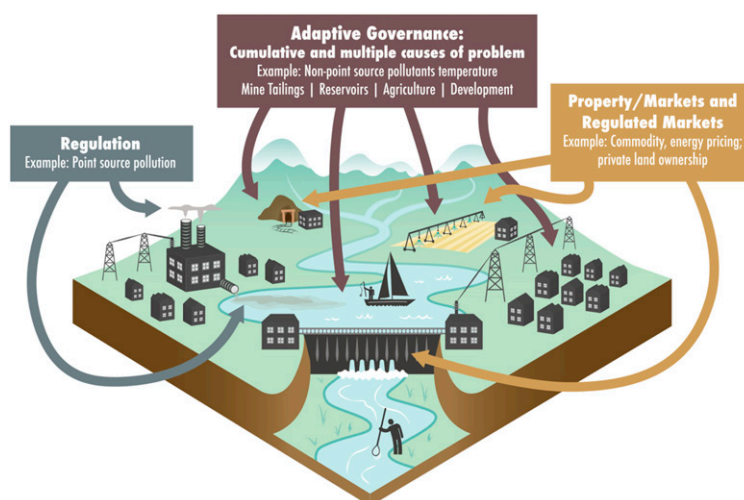 Adaptive Governance:
Cumulative and multiple causes of problem
Example: Non-point source pollutants temperature
Mine Tailings | Reservoirs | Agriculture | Development
Regulation
Example: Point source pollution
Property/Markets and
Regulated Markets
Example: Commodity, energy pricing;
private land ownership